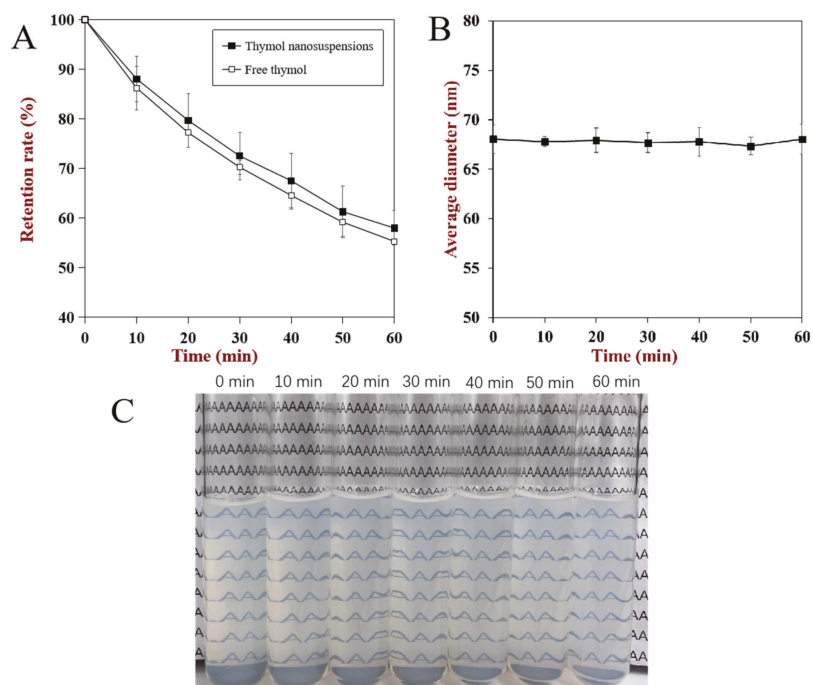 A
Retention rate (%)
100
90
80
70
60
50
40
Thymol nanosuspensions
Free thymol
0
10
20
30
40
50
60
Time (min)
B
Average diameter (nm)
80
75
70
65
60
55
50
0
10
20
30
40
50
60
Time (min)
C
0 min 10 min 20 min 30 min 40 min 50 min 60 min